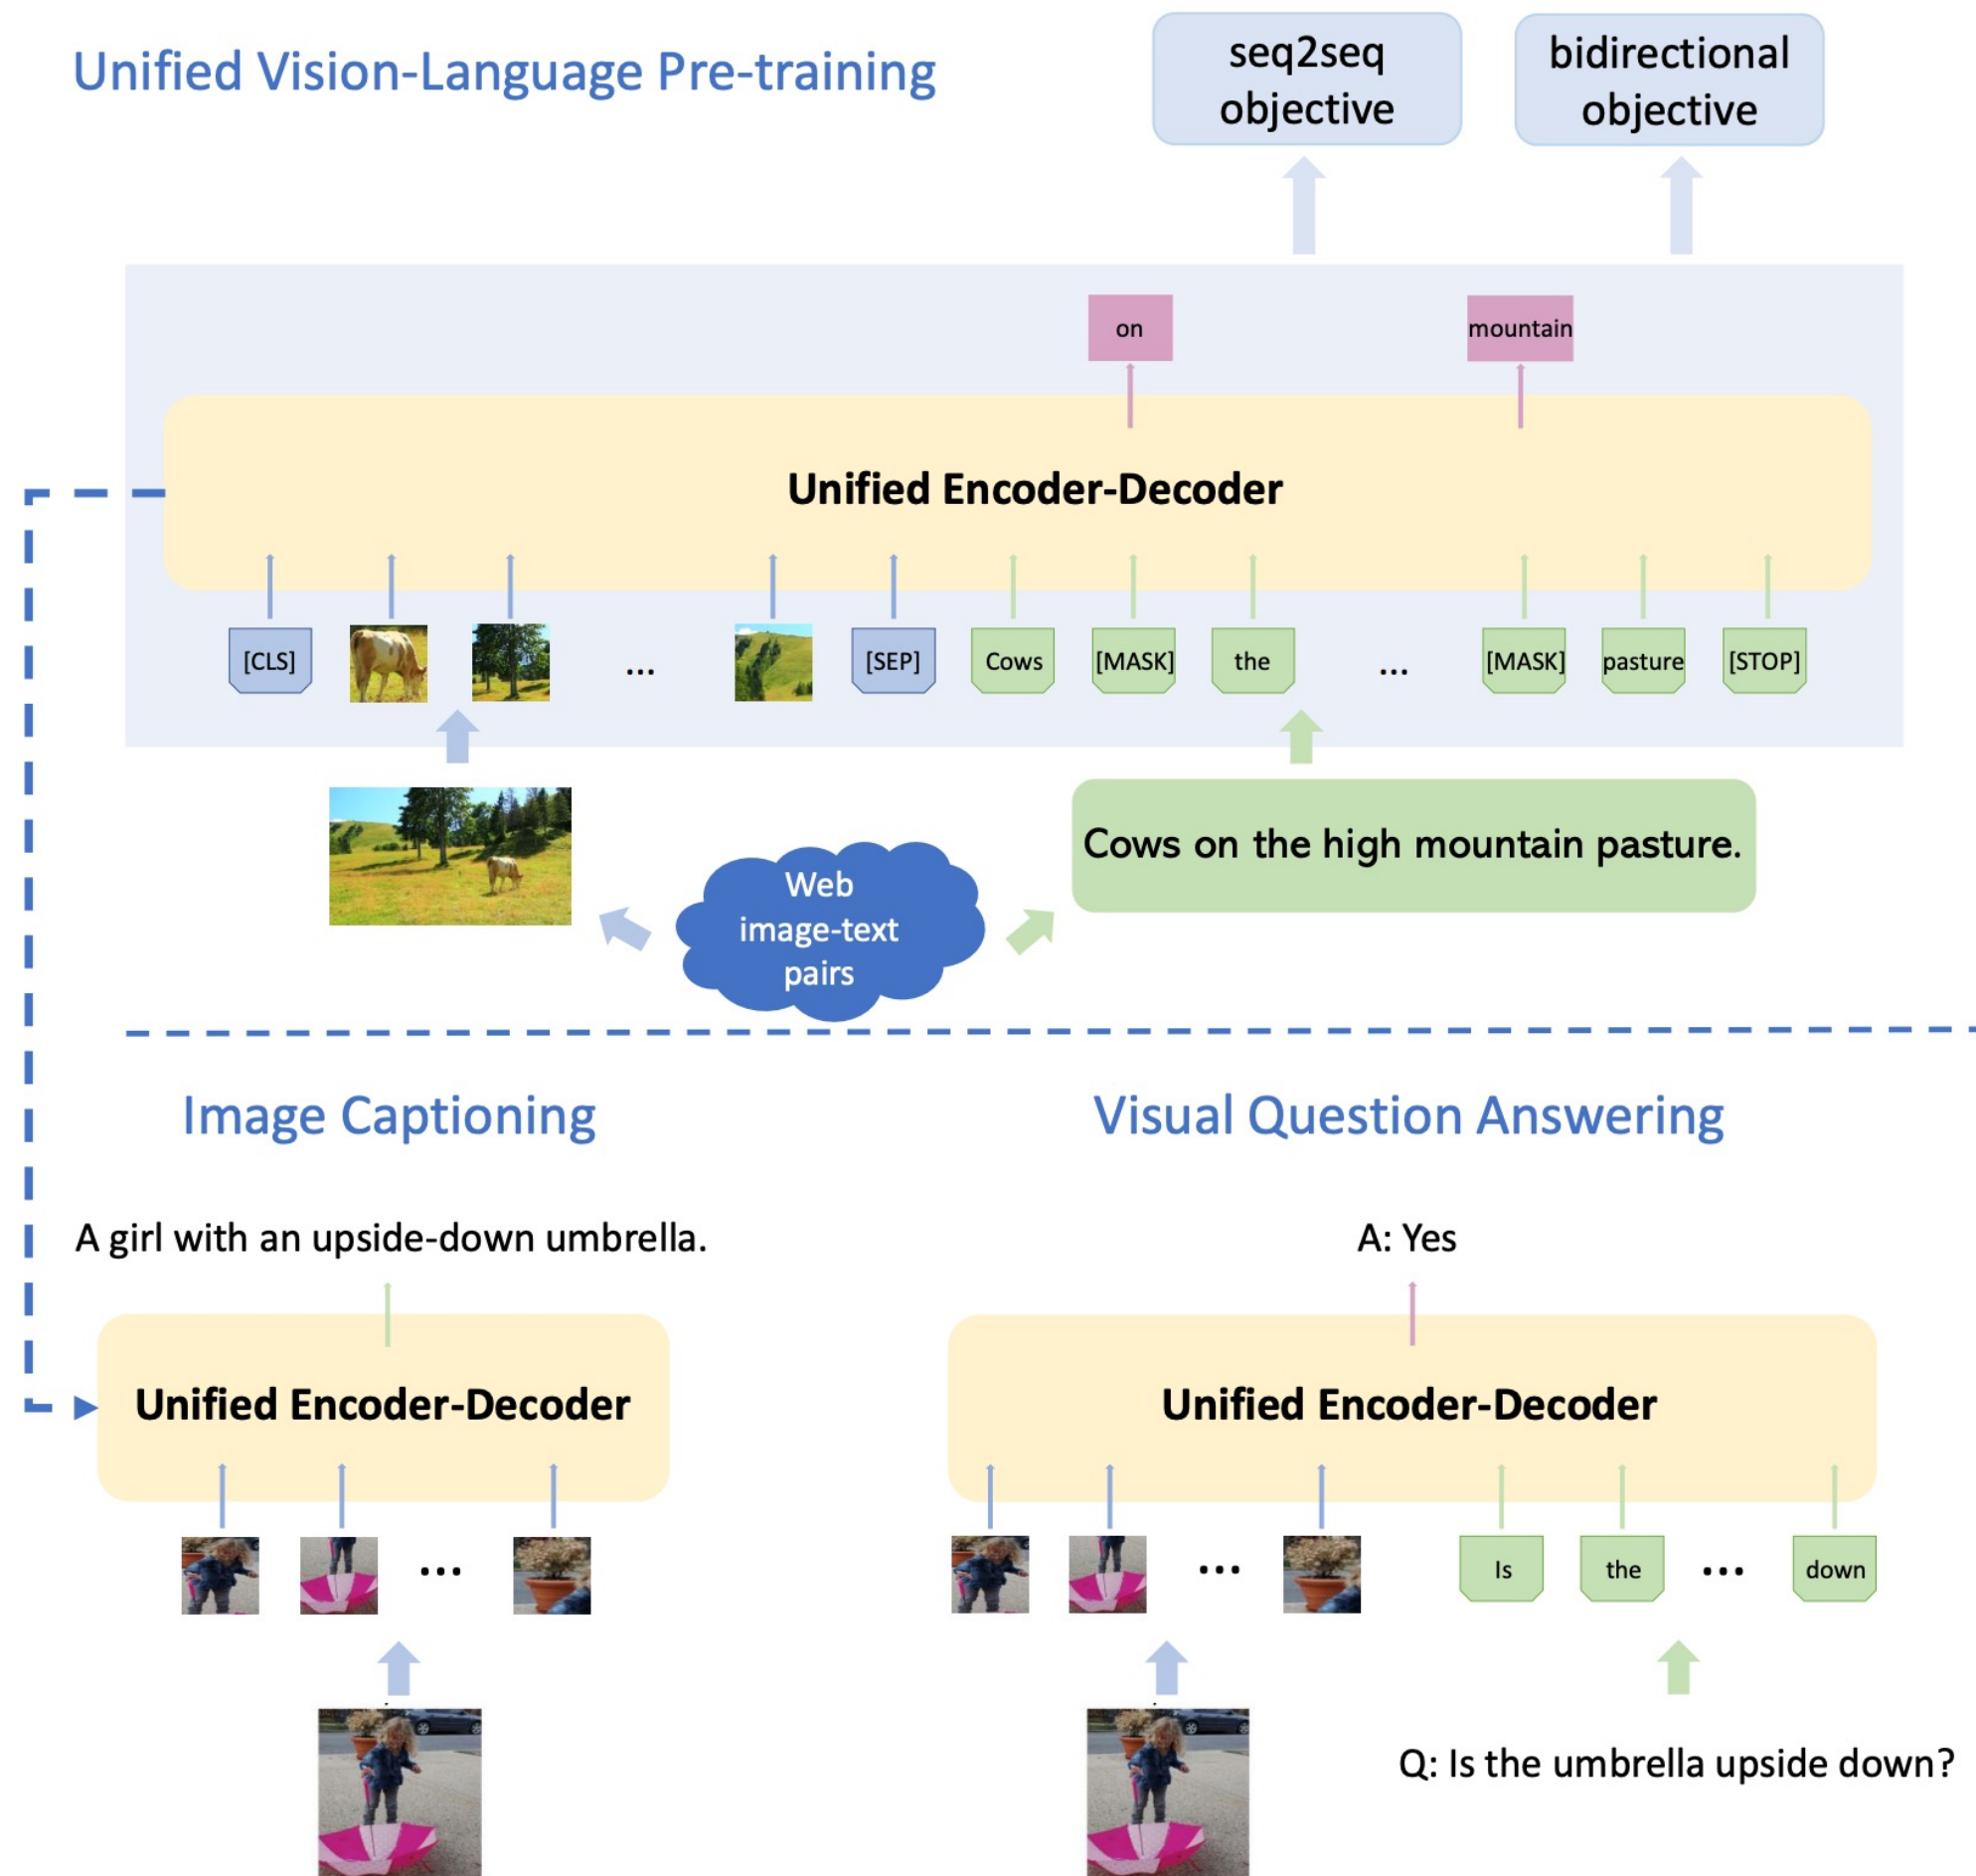 Unified Vision-Language Pre-training
seq2seq
objective
bidirectional
objective
on
mountain
Unified Encoder-Decoder
[CLS]
...
[SEP]
Cows
[MASK]
the
...
[MASK]
pasture
[STOP]
Cows on the high mountain pasture.
Web
image-text
pairs
Image Captioning
Visual Question Answering
A girl with an upside-down umbrella.
A: Yes
Unified Encoder-Decoder
Unified Encoder-Decoder
...
...
Is
the
...
down
Q: Is the umbrella upside down?